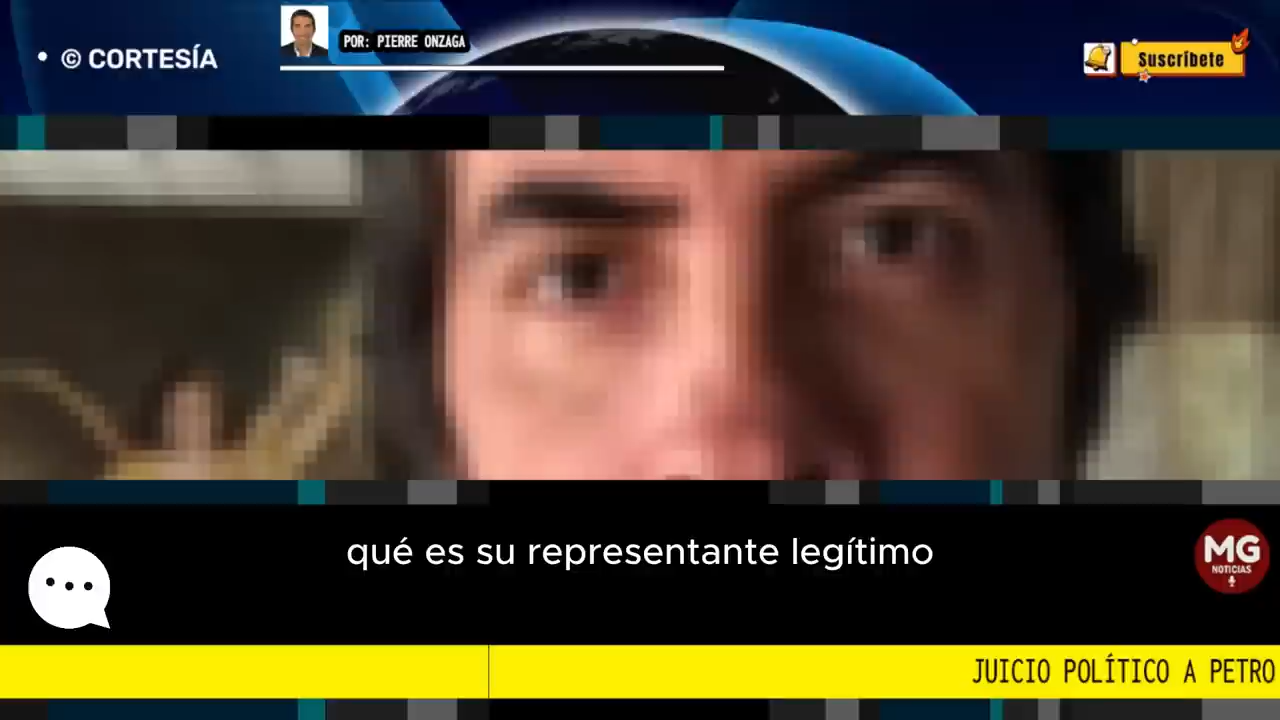 © CORTESÍA
POR: PIERRE ONZAGA
Suscríbete
qué es su representante legítimo
MG
NOTICIAS
JUICIO POLÍTICO A PETRO